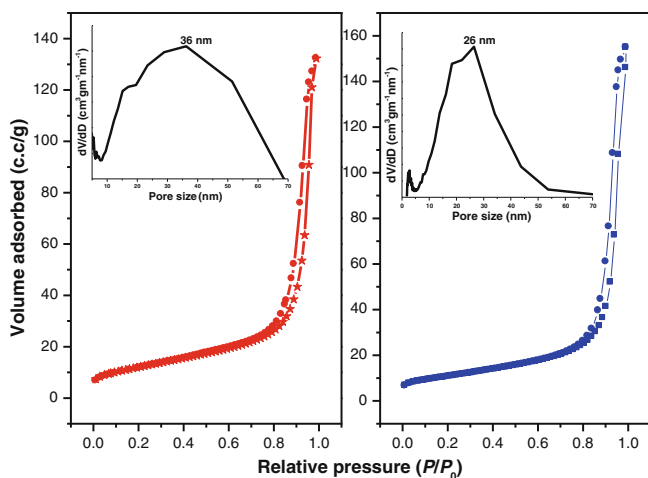 36 nm
dV/dD (cm³gm⁻¹nm⁻¹)
10 20 30 40 50 60 70
Pore size (nm)
26 nm
dV/dD (cm³gm⁻¹nm⁻¹)
0 10 20 30 40 50 60 70
Pore size (nm)
Volume adsorbed (c.c/g)
140
120
100
80
60
40
20
0
0.0 0.2 0.4 0.6 0.8 1.0
160
140
120
100
80
60
40
20
0
0.0 0.2 0.4 0.6 0.8 1.0
Relative pressure (P/P₀)